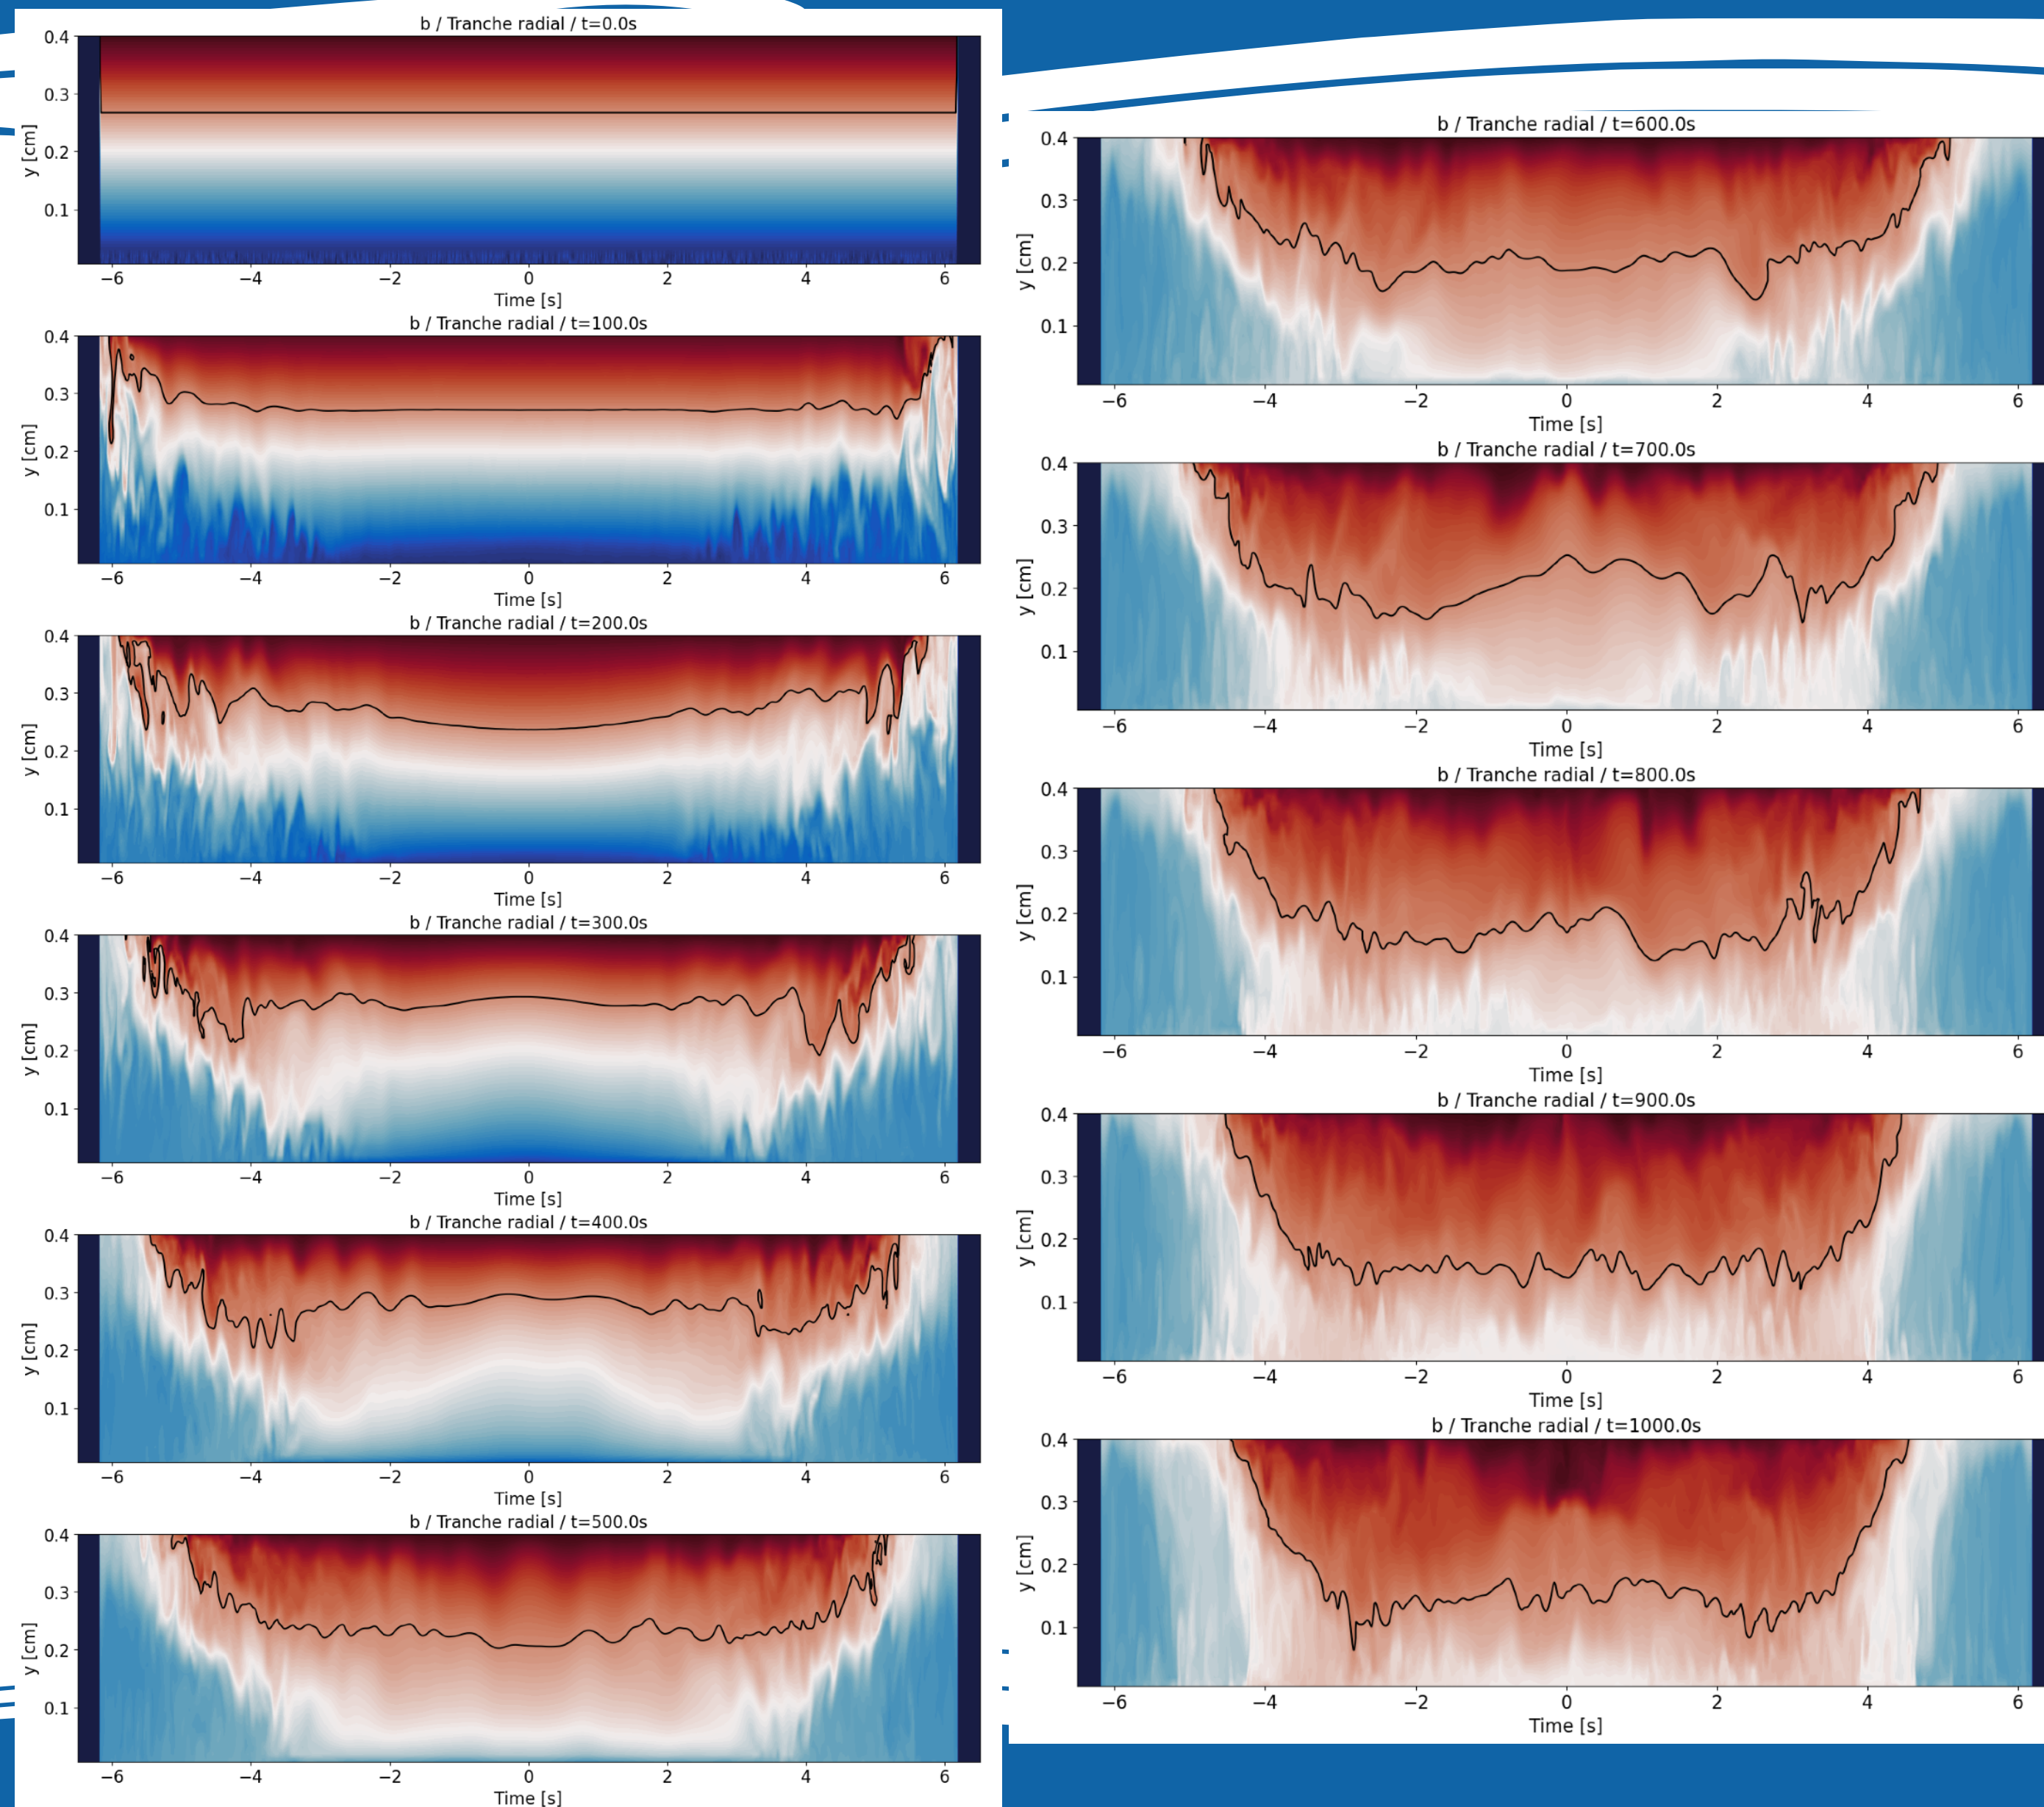 b / Tranche radial / t=0.0s
0.4
0.3
0.2
0.1
y [cm]
−6 −4 −2 0 2 4 6
Time [s]
b / Tranche radial / t=100.0s
0.4
0.3
0.2
0.1
y [cm]
−6 −4 −2 0 2 4 6
Time [s]
b / Tranche radial / t=200.0s
0.4
0.3
0.2
0.1
y [cm]
−6 −4 −2 0 2 4 6
Time [s]
b / Tranche radial / t=300.0s
0.4
0.3
0.2
0.1
y [cm]
−6 −4 −2 0 2 4 6
Time [s]
b / Tranche radial / t=400.0s
0.4
0.3
0.2
0.1
y [cm]
−6 −4 −2 0 2 4 6
Time [s]
b / Tranche radial / t=500.0s
0.4
0.3
0.2
0.1
y [cm]
−6 −4 −2 0 2 4 6
Time [s]
b / Tranche radial / t=600.0s
0.4
0.3
0.2
0.1
y [cm]
−6 −4 −2 0 2 4 6
Time [s]
b / Tranche radial / t=700.0s
0.4
0.3
0.2
0.1
y [cm]
−6 −4 −2 0 2 4 6
Time [s]
b / Tranche radial / t=800.0s
0.4
0.3
0.2
0.1
y [cm]
−6 −4 −2 0 2 4 6
Time [s]
b / Tranche radial / t=900.0s
0.4
0.3
0.2
0.1
y [cm]
−6 −4 −2 0 2 4 6
Time [s]
b / Tranche radial / t=1000.0s
0.4
0.3
0.2
0.1
y [cm]
−6 −4 −2 0 2 4 6
Time [s]